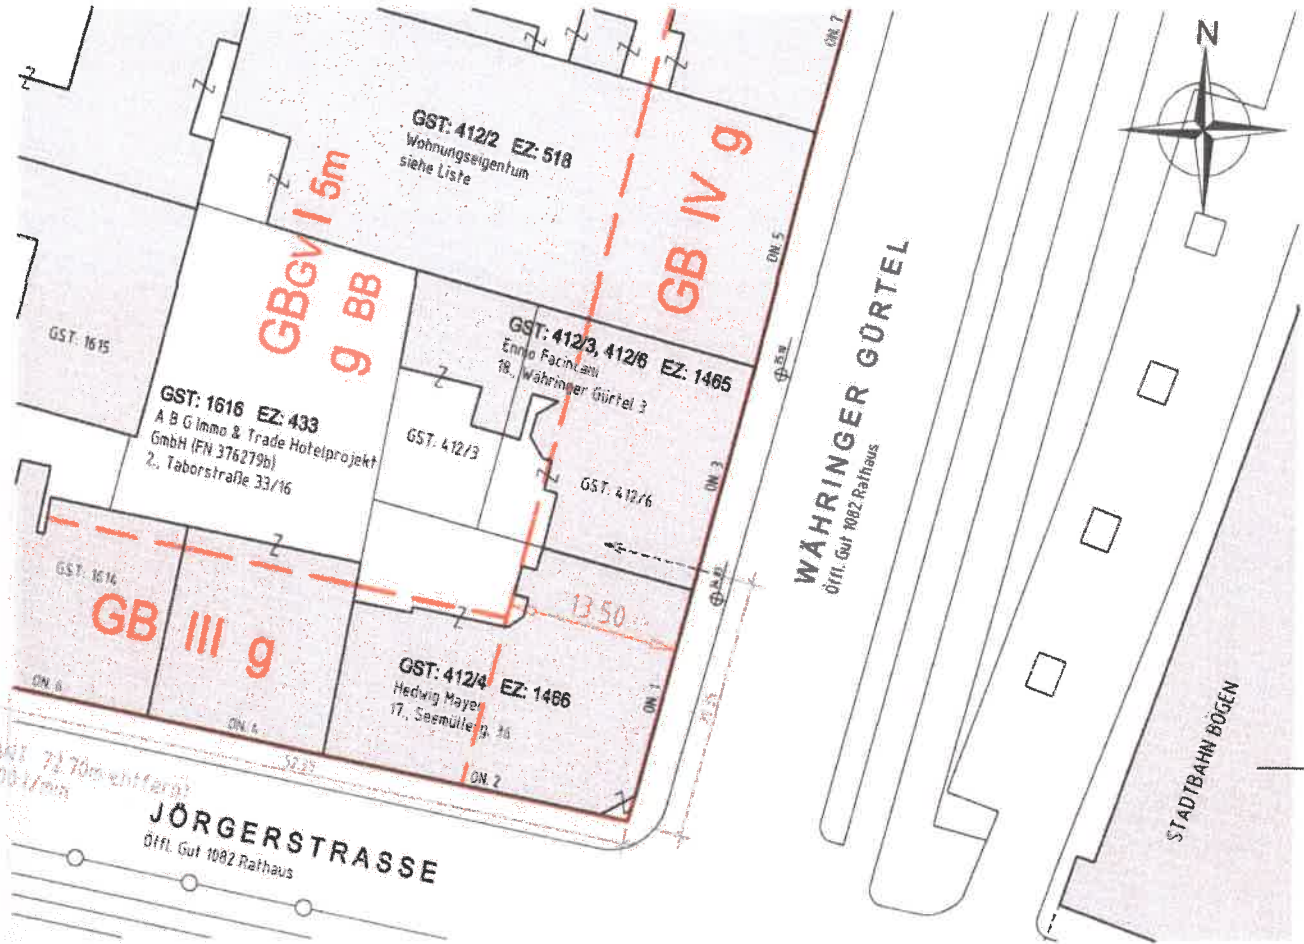 N
ON. 7
GST: 412/2 EZ: 518
Wohnungseigentum
siehe Liste
GB IV g
GBGV I 5m
g BB
ON. 5
GST: 1615
GST: 412/3, 412/6 EZ: 1465
Enno Facincani
18., Währinger Gürtel 3
GST: 1616 EZ: 433
A B G Immo & Trade Hotelprojekt
GmbH (FN 376279b)
2., Taborstraße 33/16
GST. 412/3
GST. 412/6
ON. 3
WÄHRINGER GÜRTEL
Öffl. Gut 1082 Rathaus
GST. 1614
GB III g
13.50
GST: 412/4 EZ: 1466
Hedwig Mayer
17., Seemüllerg. 36
ON. 1
ON. 6
ON. 4
ON. 2
JÖRGERSTRASSE
Öffl. Gut 1082 Rathaus
STADTBAHN BÖGEN